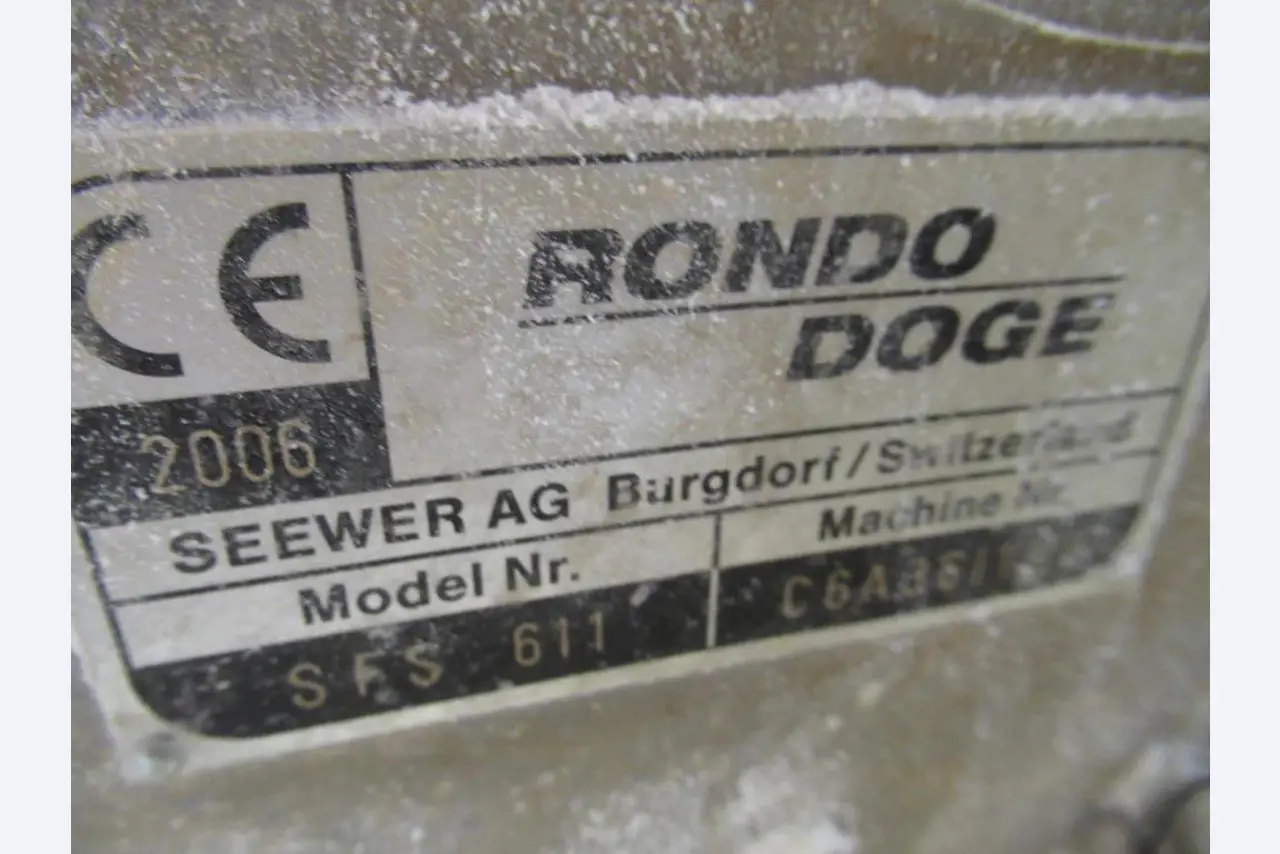 CE
2006
RONDO
DOGE
SEEWER AG Burgdorf/Switzerland
Model Nr.
Machine Nr.
SFS 611